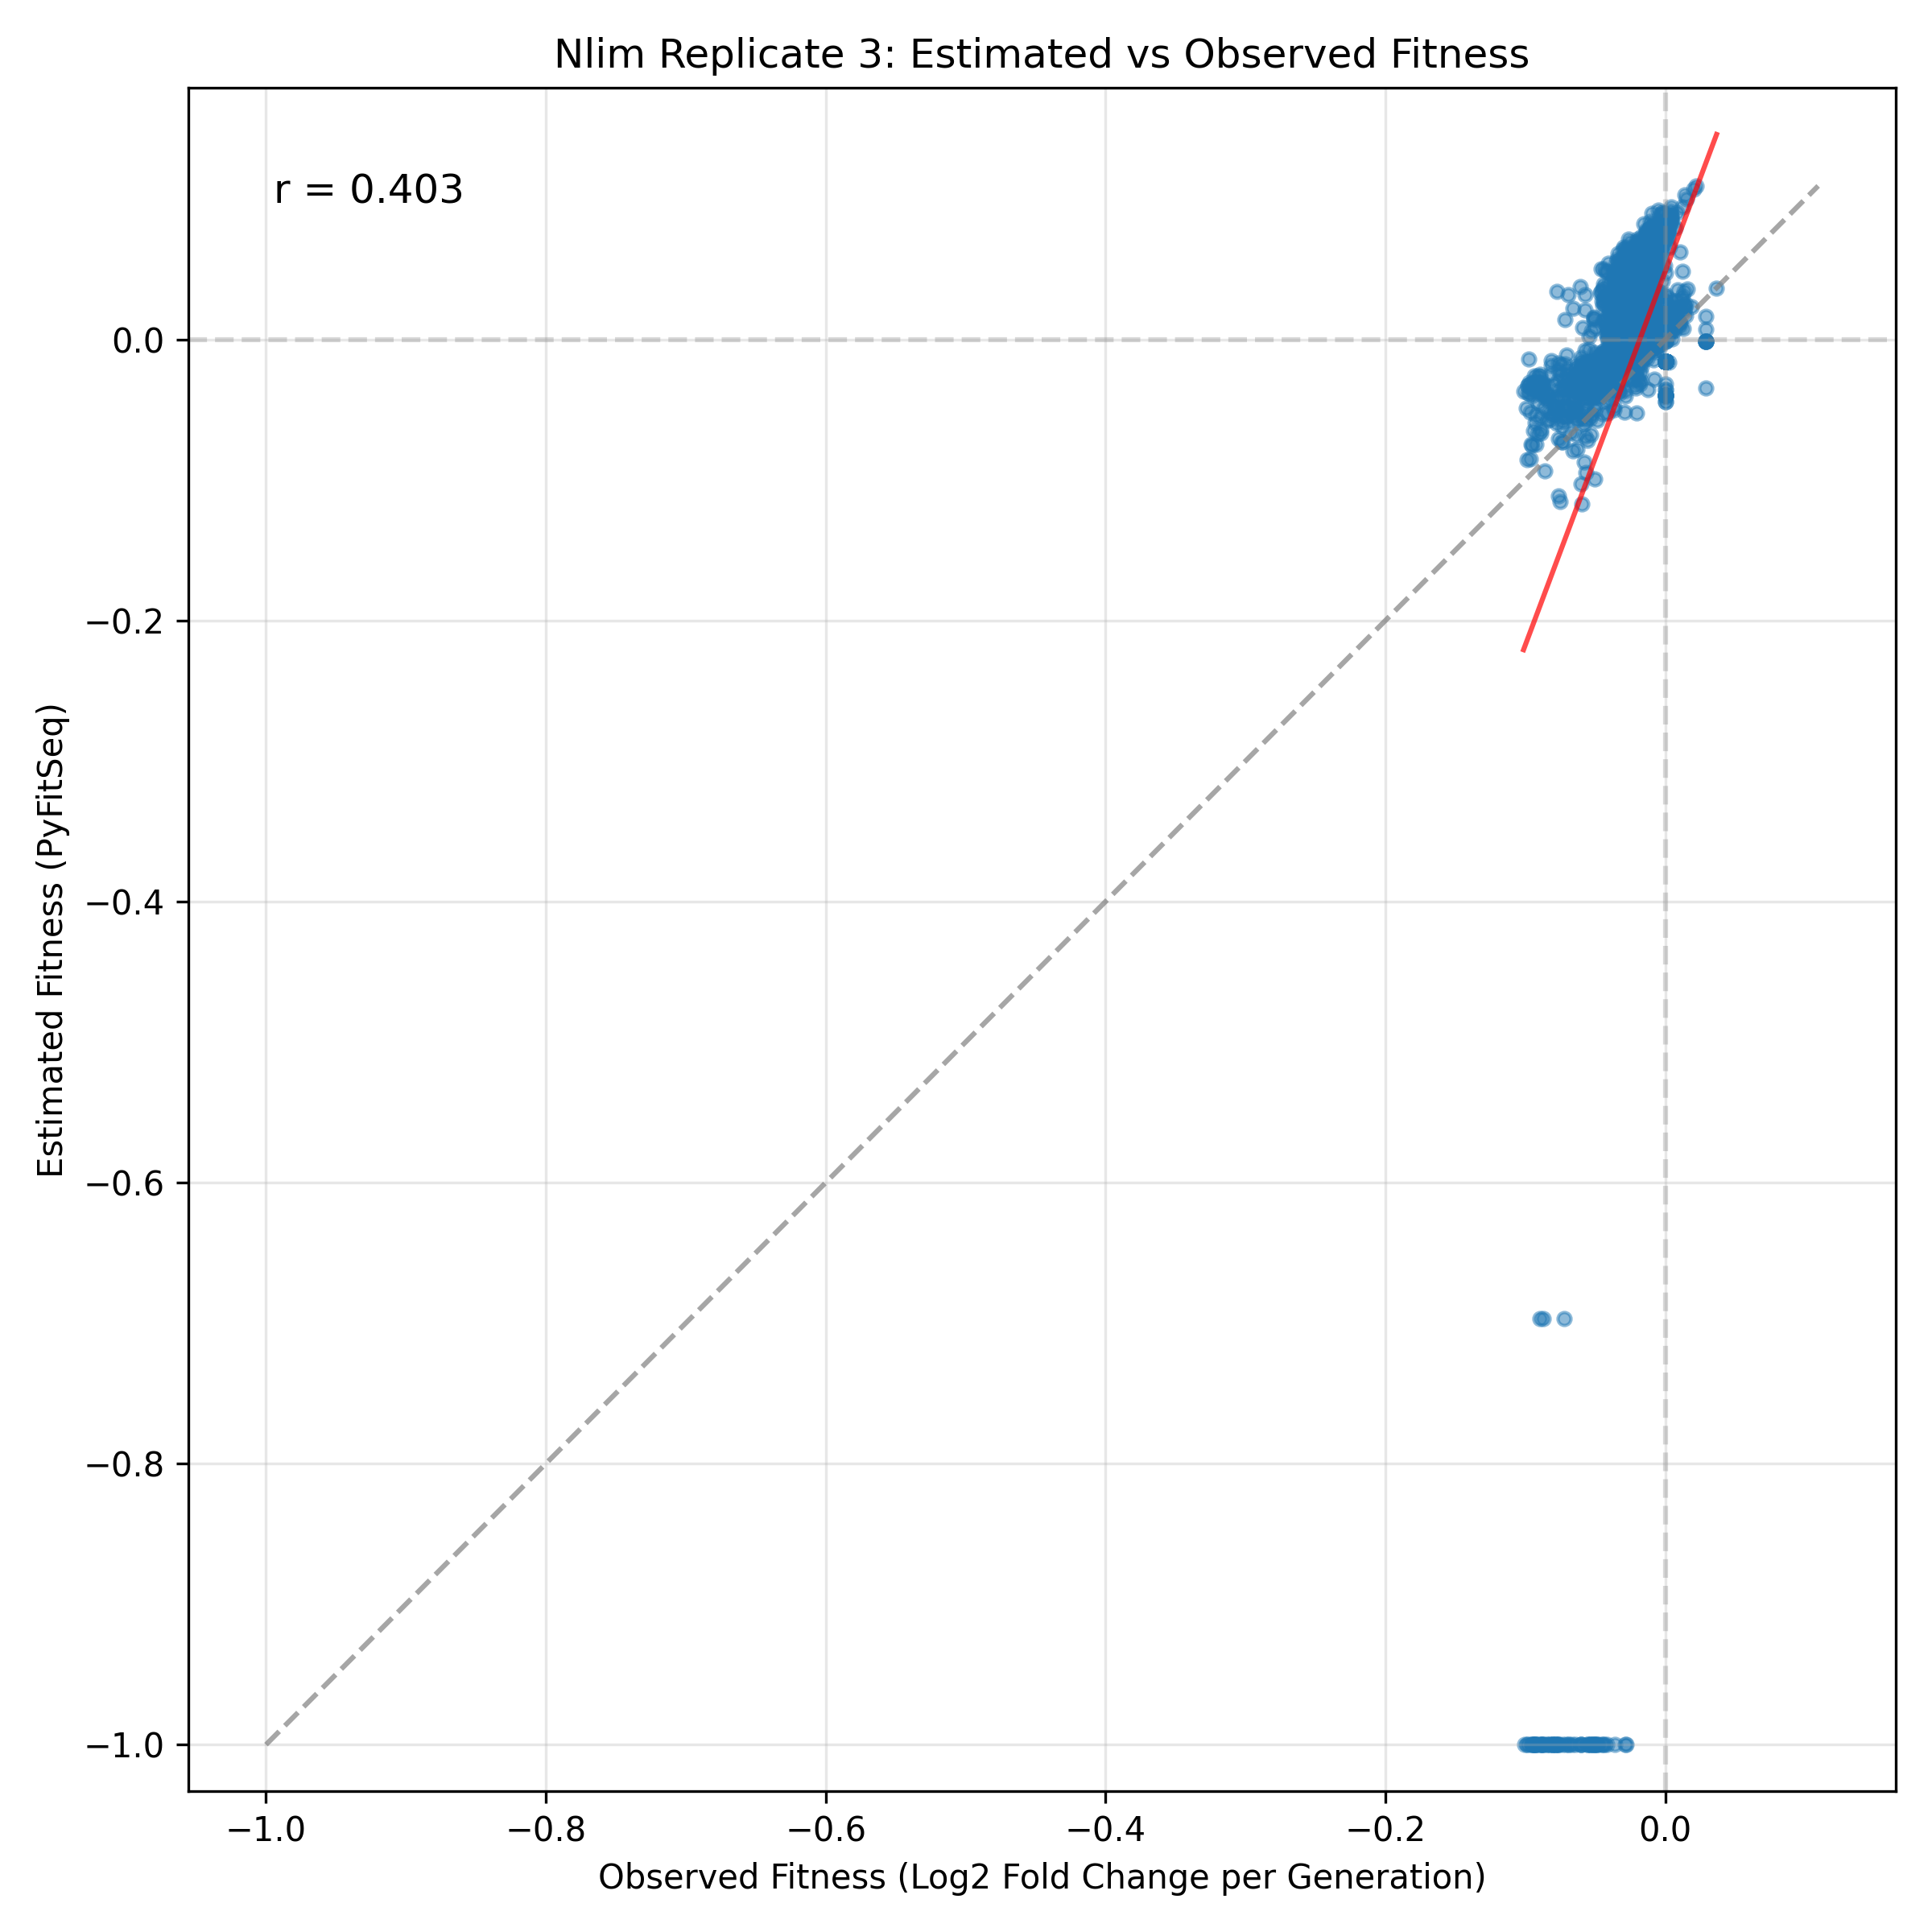 Nlim Replicate 3: Estimated vs Observed Fitness
r = 0.403
Estimated Fitness (PyFitSeq)
0.0
−0.2
−0.4
−0.6
−0.8
−1.0
−1.0 −0.8 −0.6 −0.4 −0.2 0.0
Observed Fitness (Log2 Fold Change per Generation)